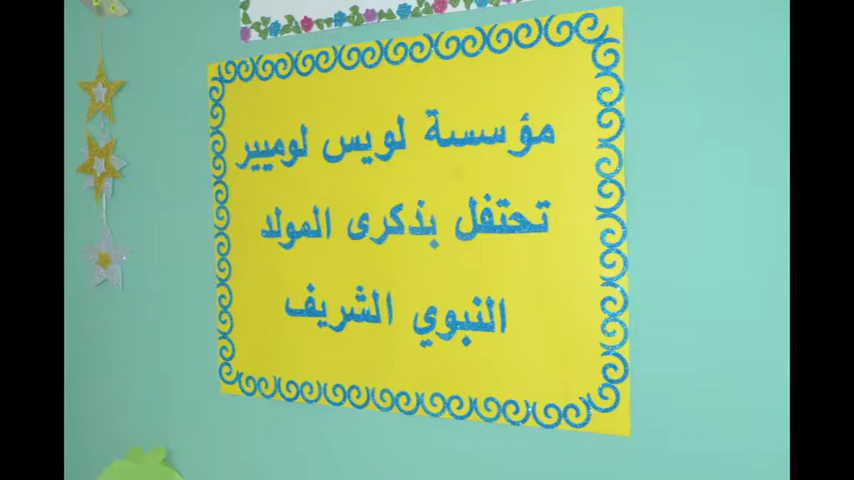 مؤسسة لويس لوميير
تحتفل بذكرى المولد
النبوي الشريف